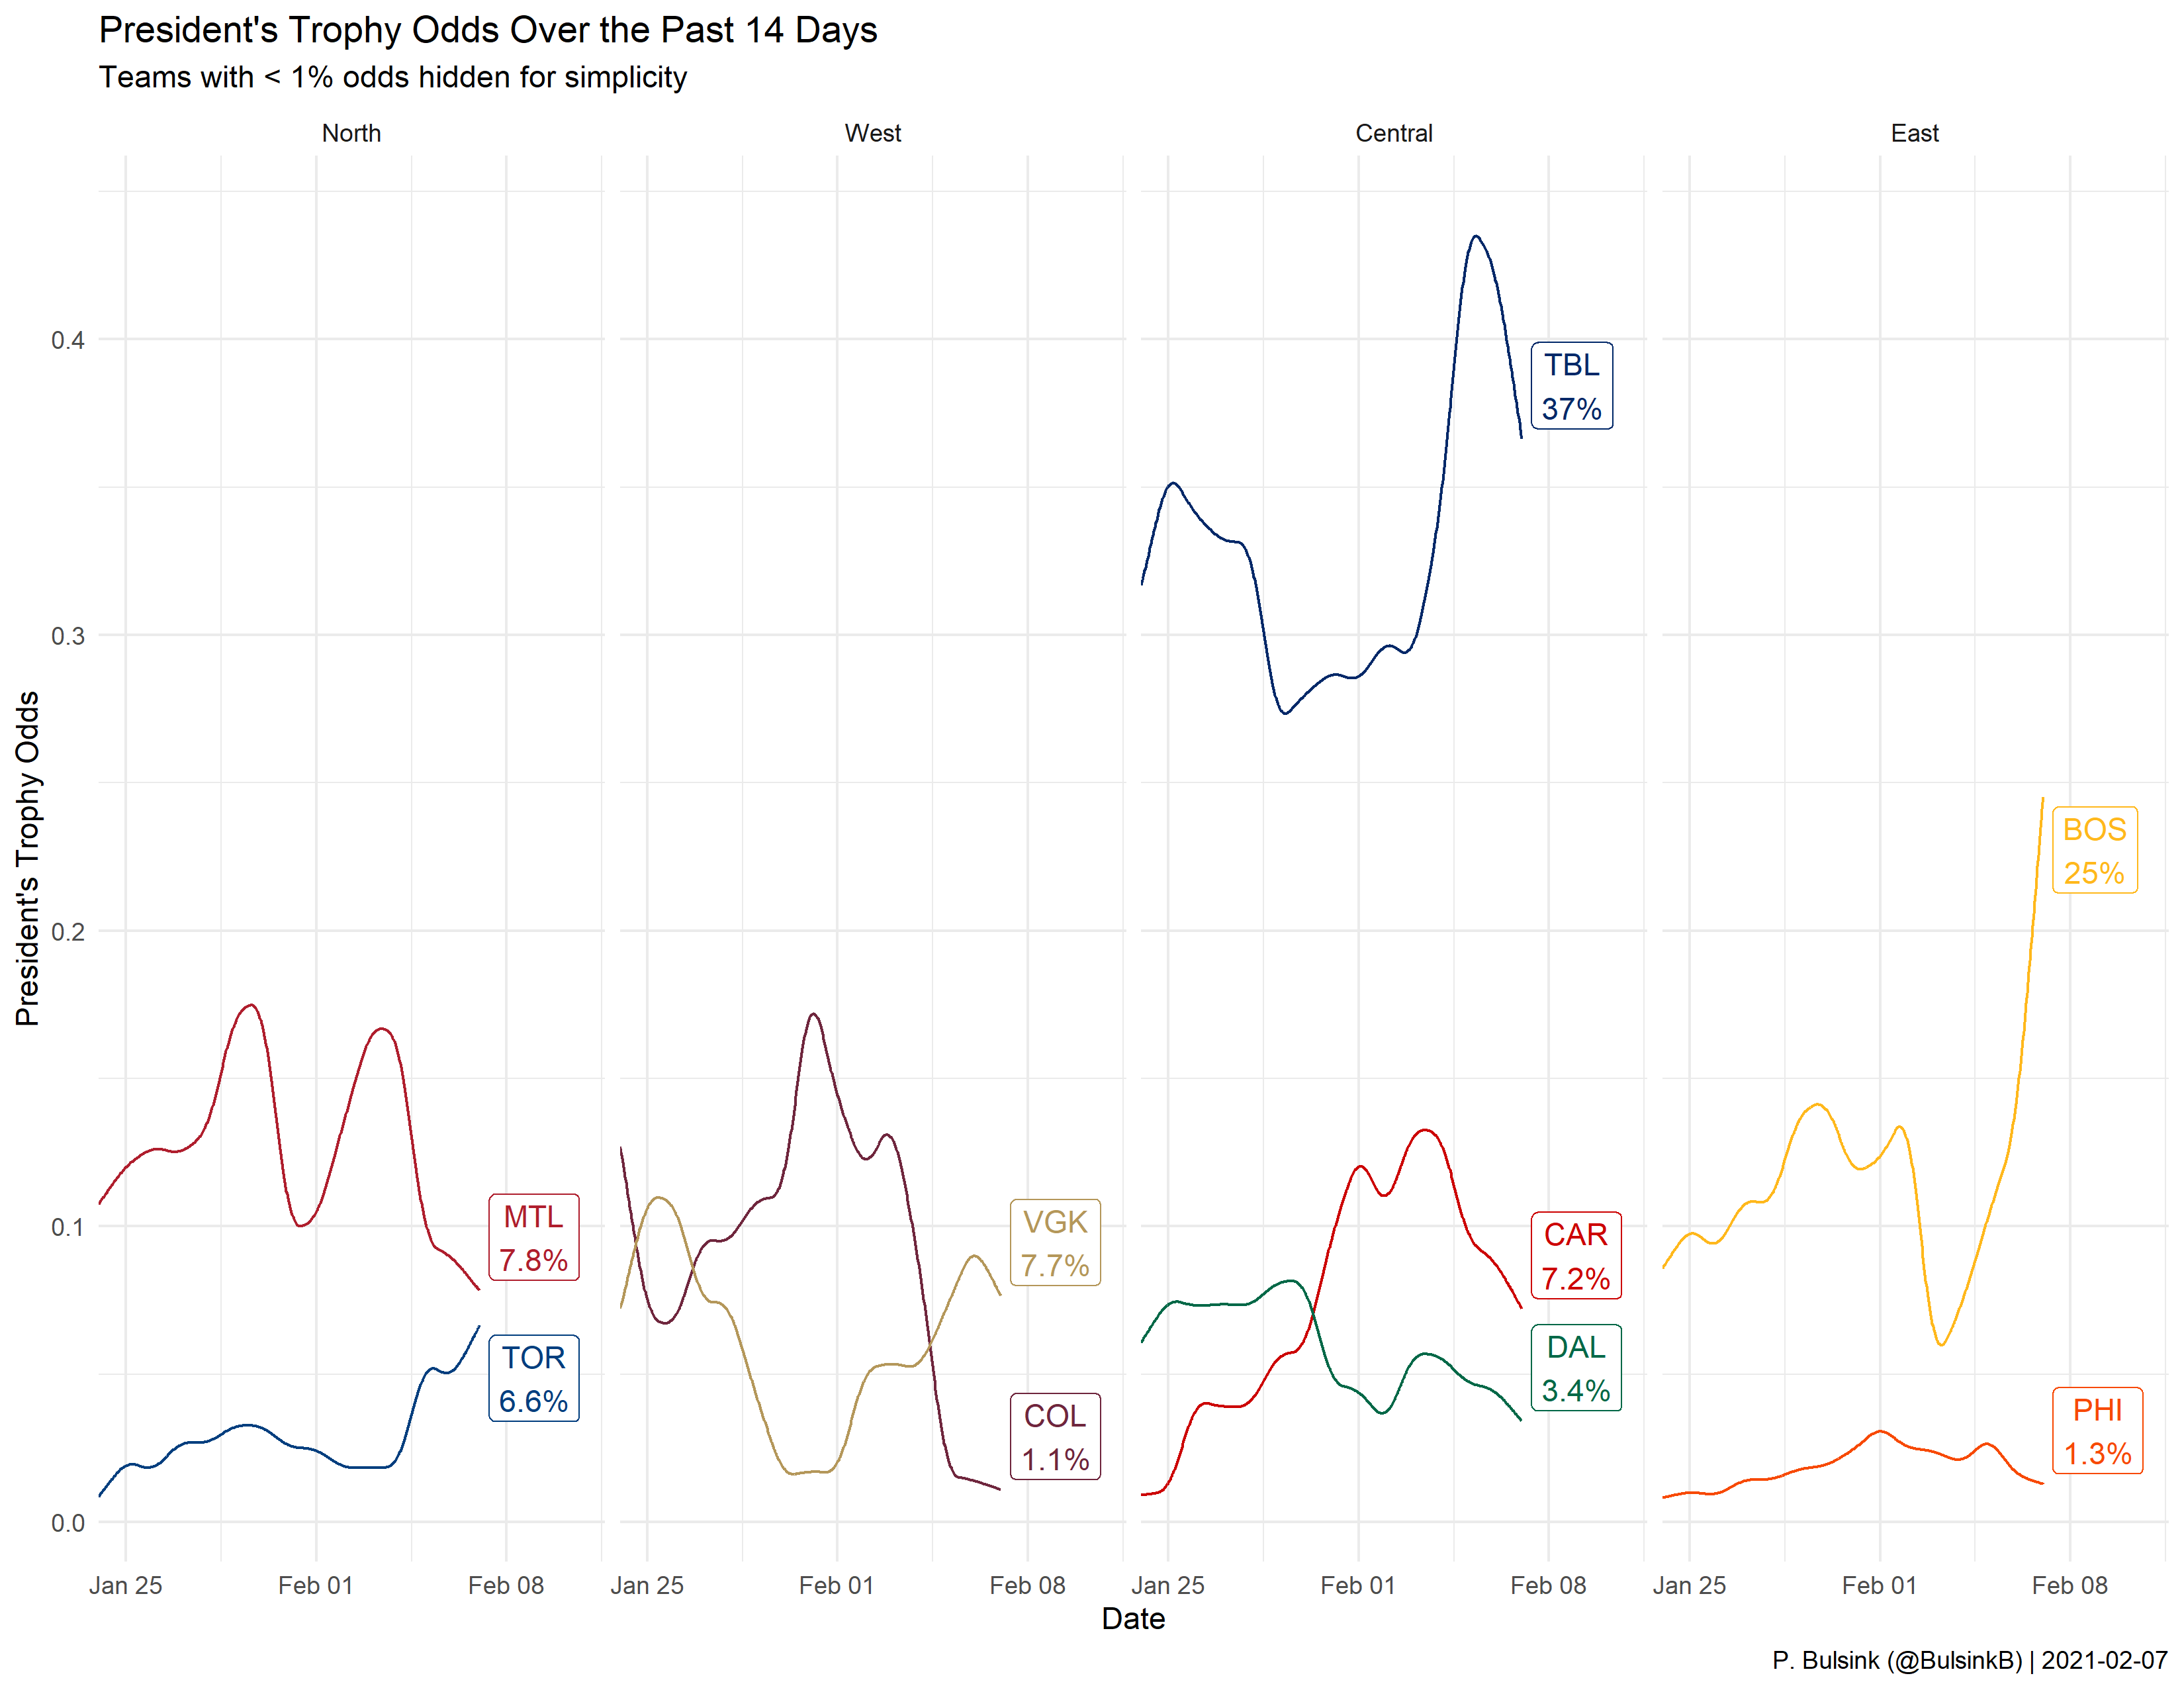 President's Trophy Odds Over the Past 14 Days
Teams with < 1% odds hidden for simplicity
North
West
Central
East
President's Trophy Odds
0.4
0.3
0.2
0.1
0.0
MTL
7.8%
TOR
6.6%
VGK
7.7%
COL
1.1%
TBL
37%
CAR
7.2%
DAL
3.4%
BOS
25%
PHI
1.3%
Jan 25
Feb 01
Feb 08
Jan 25
Feb 01
Feb 08
Jan 25
Feb 01
Feb 08
Jan 25
Feb 01
Feb 08
Date
P. Bulsink (@BulsinkB) | 2021-02-07